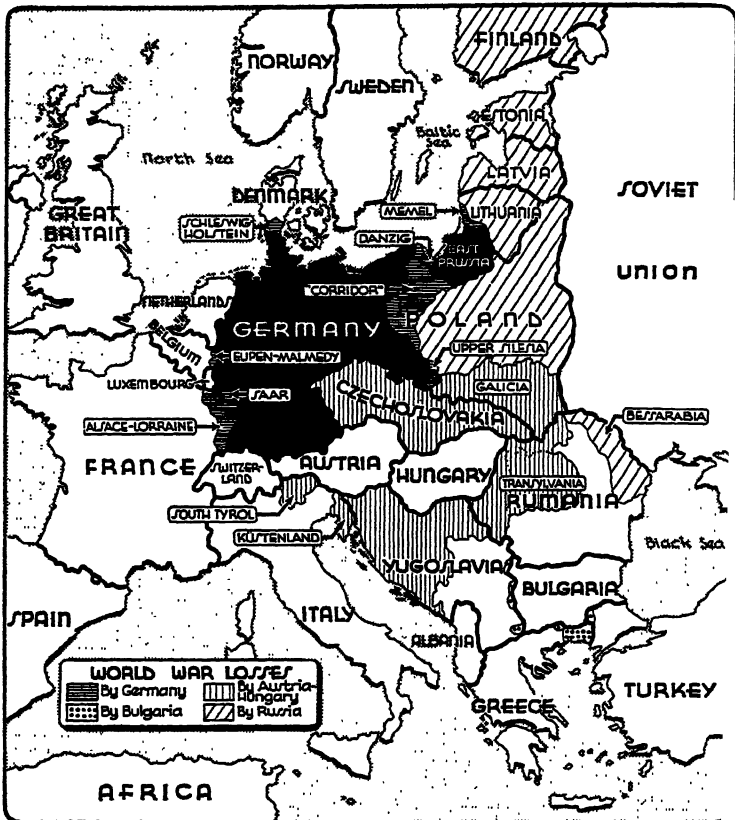 FINLAND
NORWAY
SWEDEN
ESTONIA
Baltic
Sea
North Sea
LATVIA
SOVIET
DENMARK
MEMEL
LITHUANIA
GREAT
BRITAIN
SCHLESWIG
HOLSTEIN
DANZIG
EAST
PRUSSIA
UNION
"CORRIDOR"
NETHERLANDS
GERMANY
POLAND
BELGIUM
EUPEN-MALMEDY
UPPER SILESIA
LUXEMBOURG
SAAR
GALICIA
CZECHOSLOVAKIA
BESSARABIA
ALSACE-LORRAINE
FRANCE
SWITZER-
LAND
AUSTRIA
HUNGARY
TRANSYLVANIA
RUMANIA
SOUTH TYROL
KÜSTENLAND
Black Sea
YUGOSLAVIA
BULGARIA
SPAIN
ITALY
ALBANIA
WORLD WAR LOSSES
By Germany
By Austria-
Hungary
By Bulgaria
By Russia
GREECE
TURKEY
AFRICA